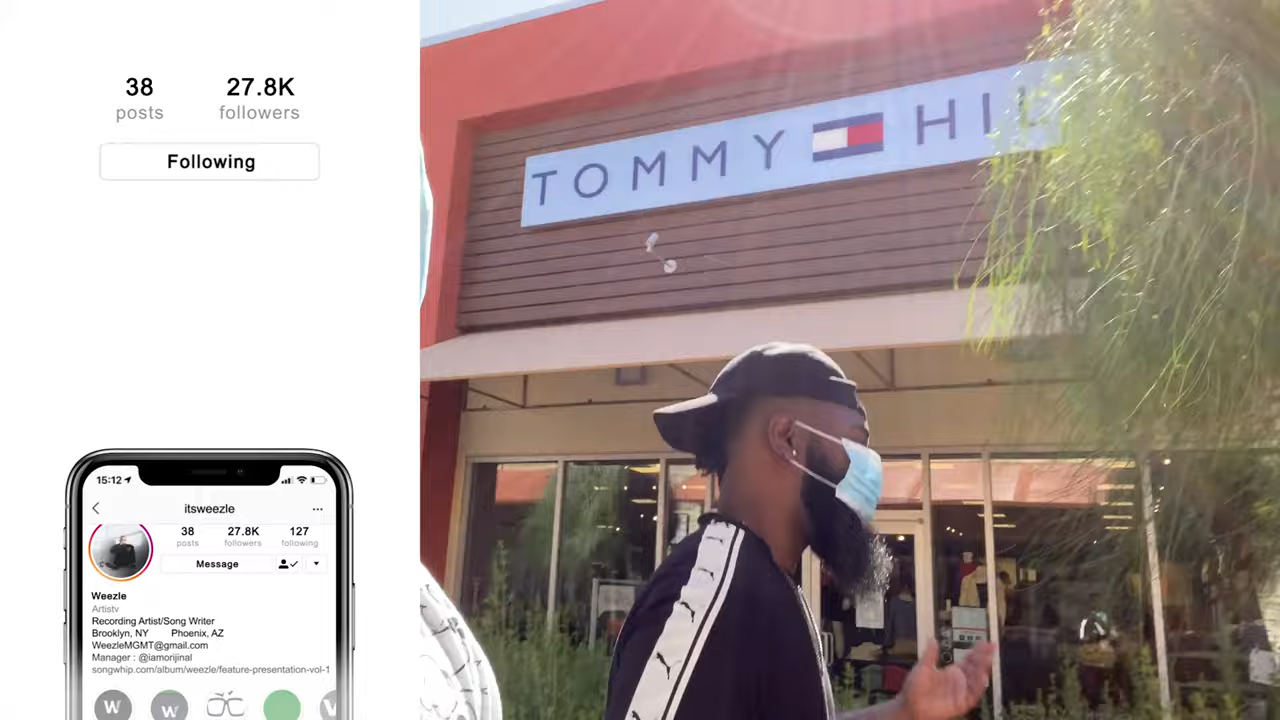 38 27.8K
posts followers
Following
15:12
itsweezle
38 27.8K 127
posts followers following
Message
Weezle
Artistv
Recording Artist/Song Writer
Brooklyn, NY Phoenix, AZ
WeezleMGMT@gmail.com
Manager : @iamorijinal
songwhip.com/album/weezle/feature-presentation-vol-1
W W W
TOMMY HIL